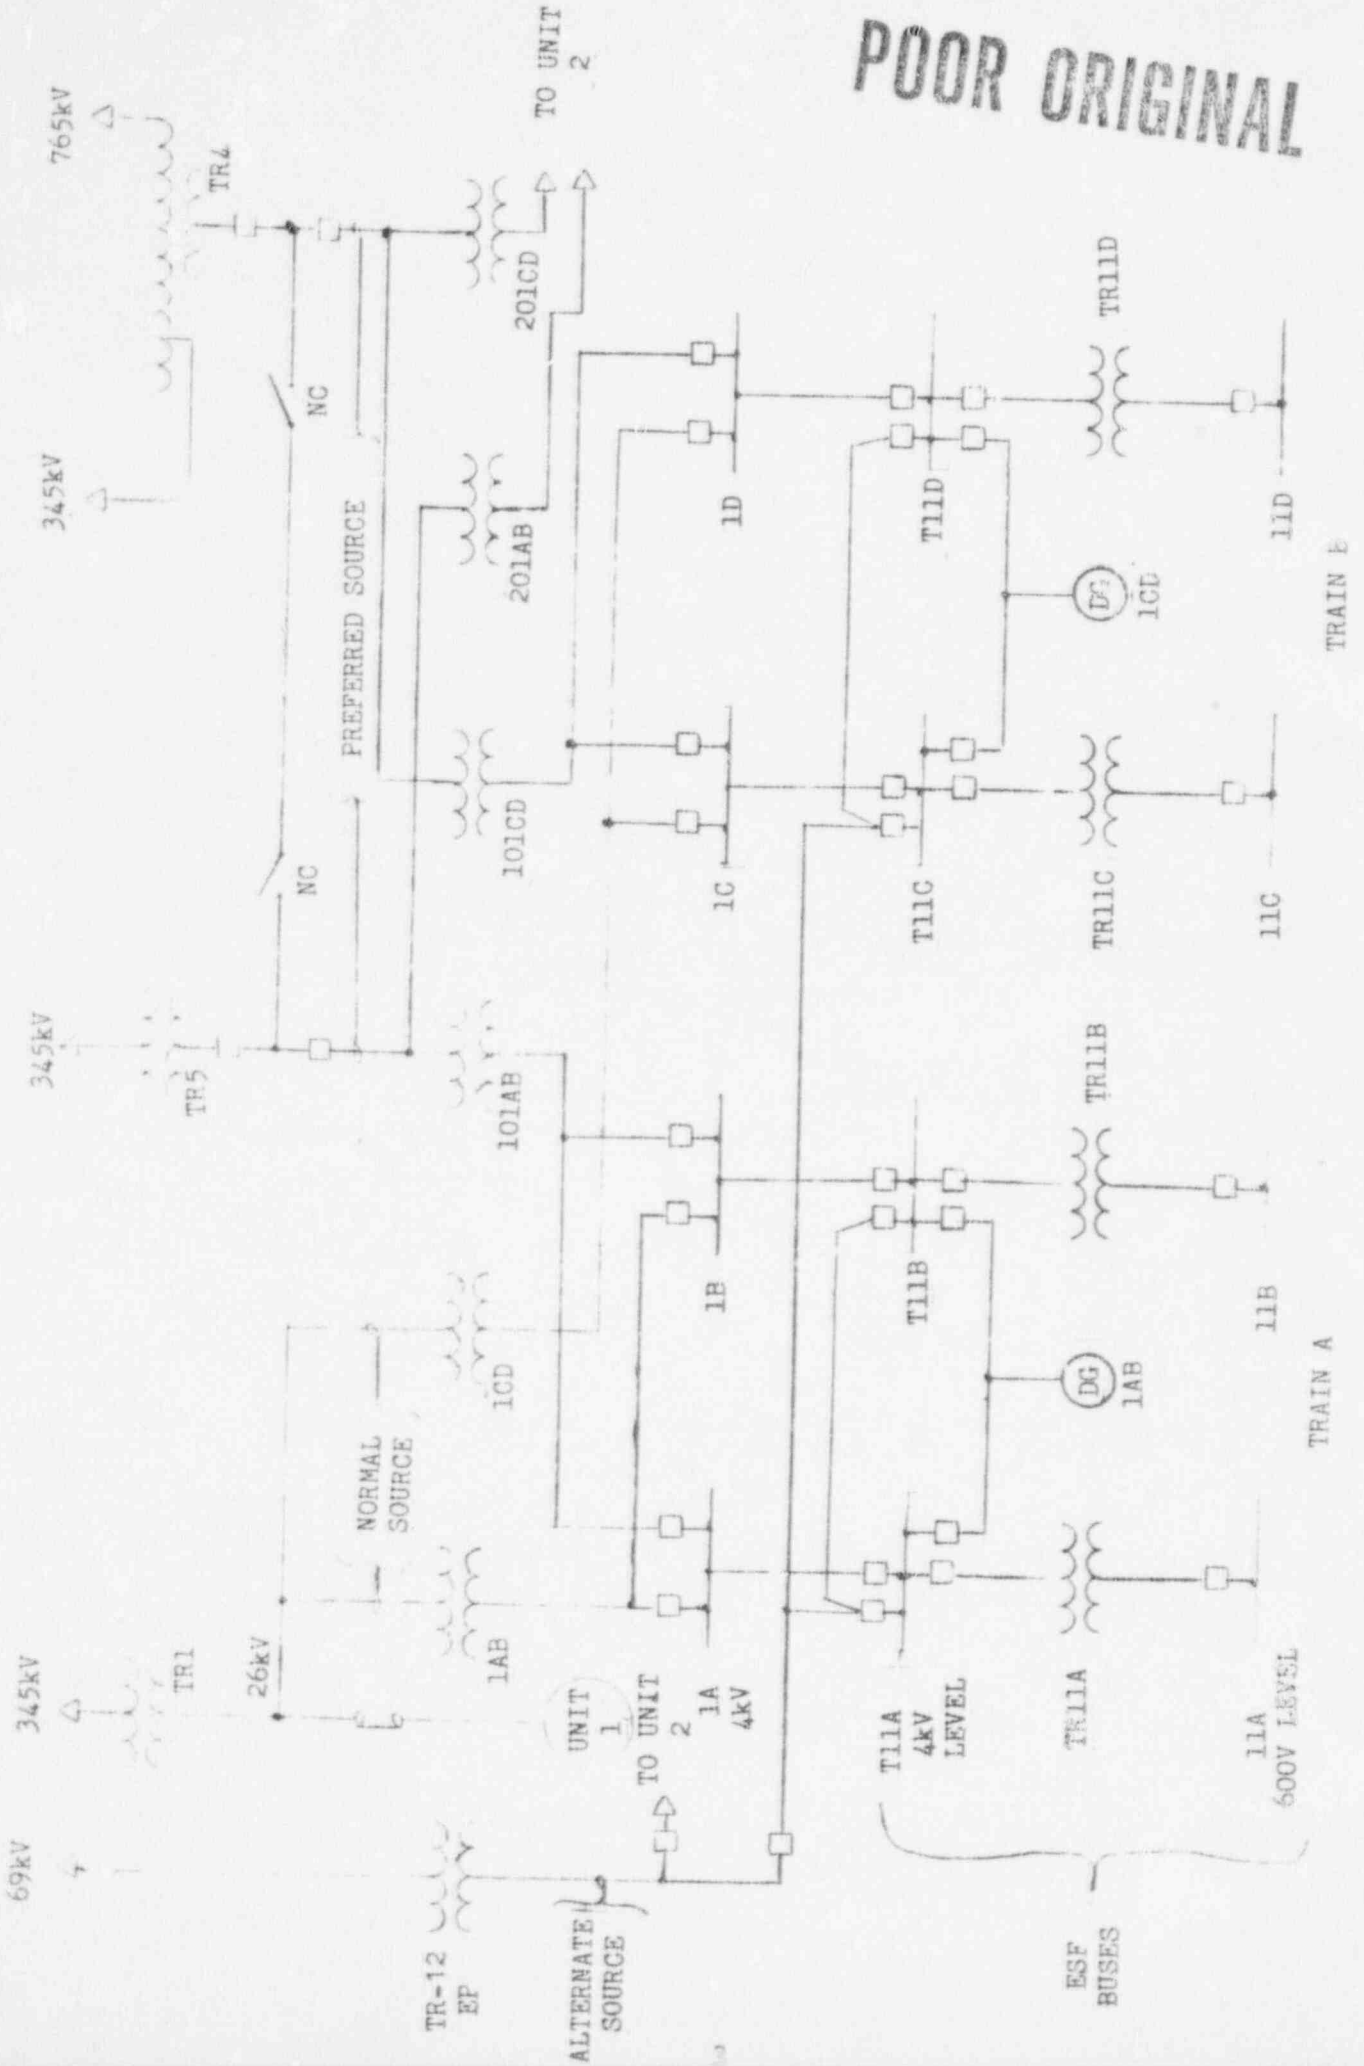 POOR ORIGINAL
69kV
345kV
345kV
345kV
765kV
TR1
TR5
TR4
26kV
NC
NC
NORMAL
SOURCE
PREFERRED SOURCE
TR-12
EP
1AB
1CD
101AB
101CD
201AB
201CD
TO UNIT
2
ALTERNATE
SOURCE
UNIT
1
TO UNIT
2
1A
4kV
1B
1C
1D
T11A
4kV
LEVEL
T11B
T11C
T11D
ESF
BUSES
TR11A
DG
1AB
TR11B
TR11C
DG
1CD
TR11D
11A
600V LEVEL
11B
11C
11D
TRAIN A
TRAIN B